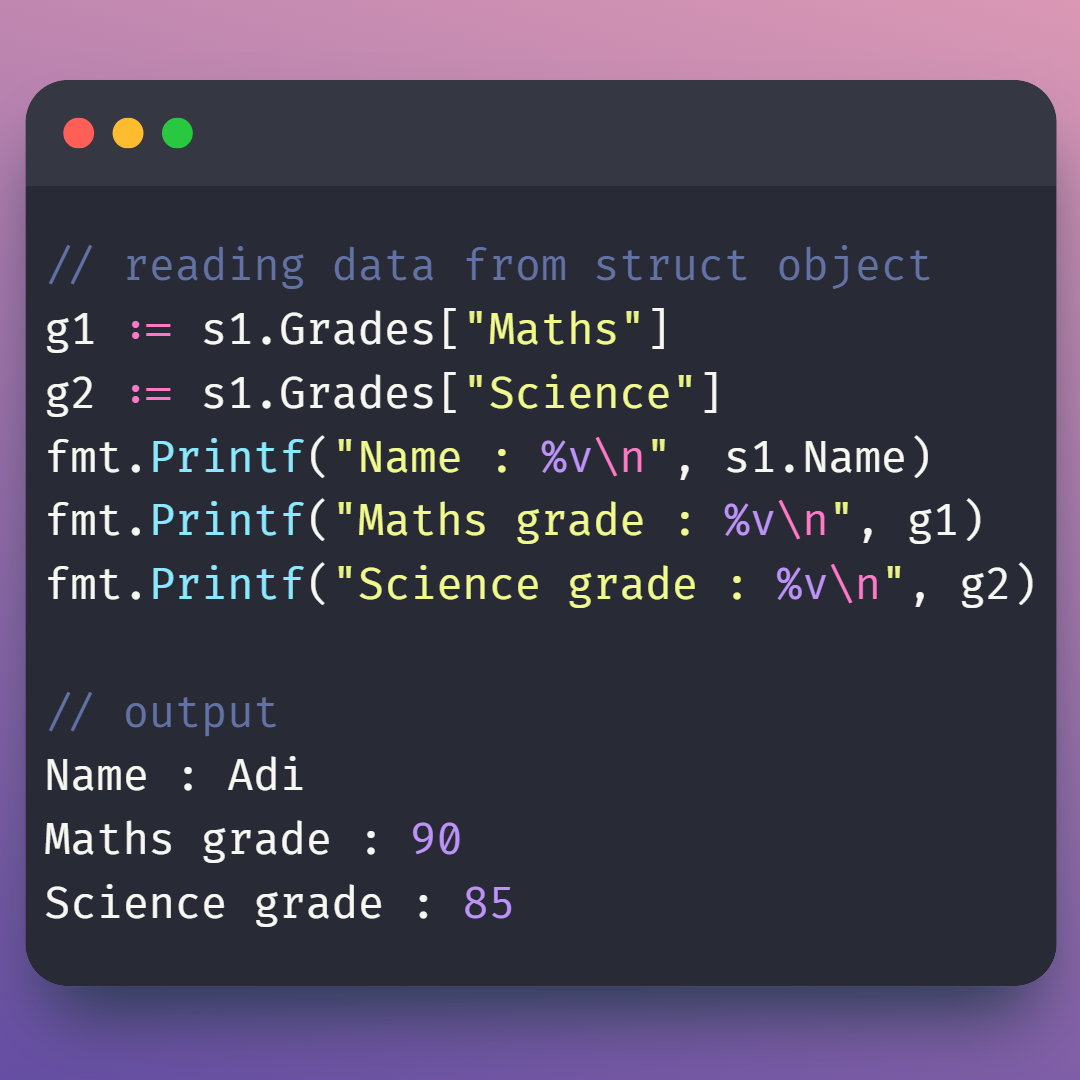 // reading data from struct object
g1 := s1.Grades["Maths"]
g2 := s1.Grades["Science"]
fmt.Printf("Name : %v\n", s1.Name)
fmt.Printf("Maths grade : %v\n", g1)
fmt.Printf("Science grade : %v\n", g2)
// output
Name : Adi
Maths grade : 90
Science grade : 85